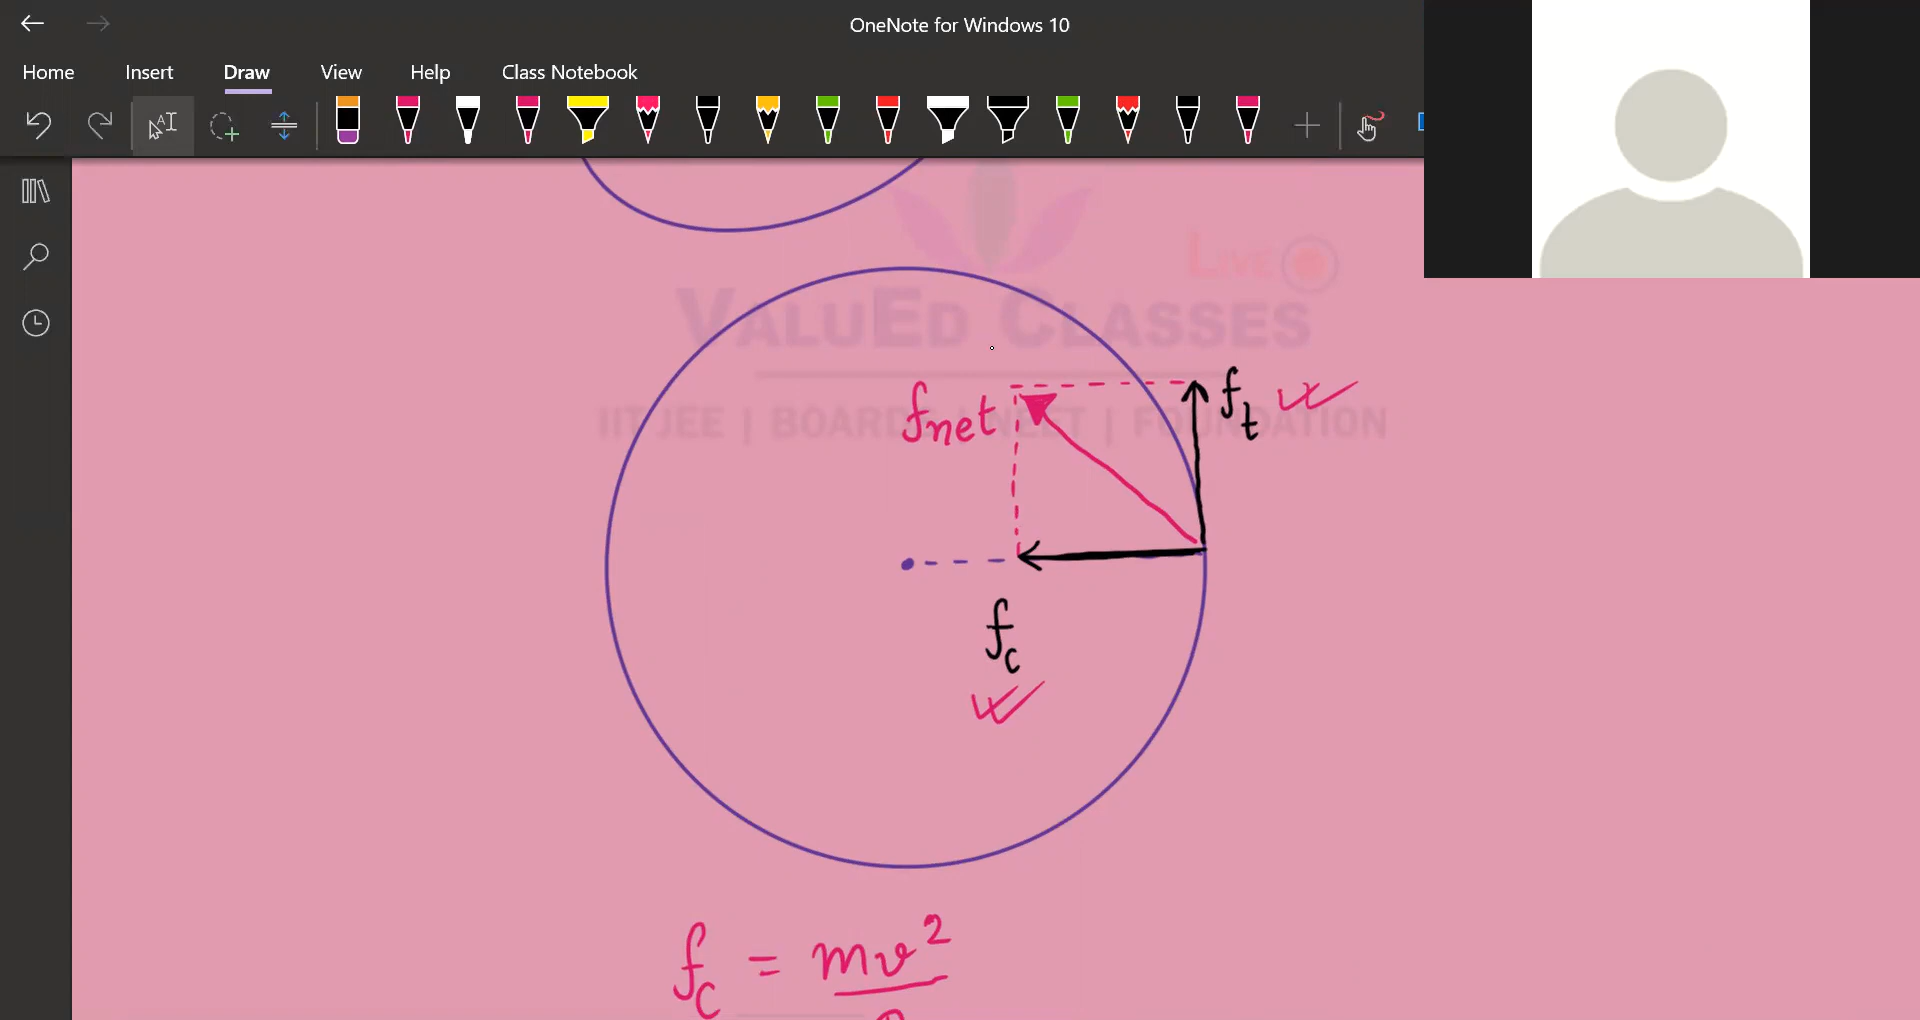 OneNote for Windows 10
Home Insert Draw View Help Class Notebook
LIVE
VALUED CLASSES
IIT JEE | BOARDS | NEET | FOUNDATION
fnet
ft
fc
fc = mv²